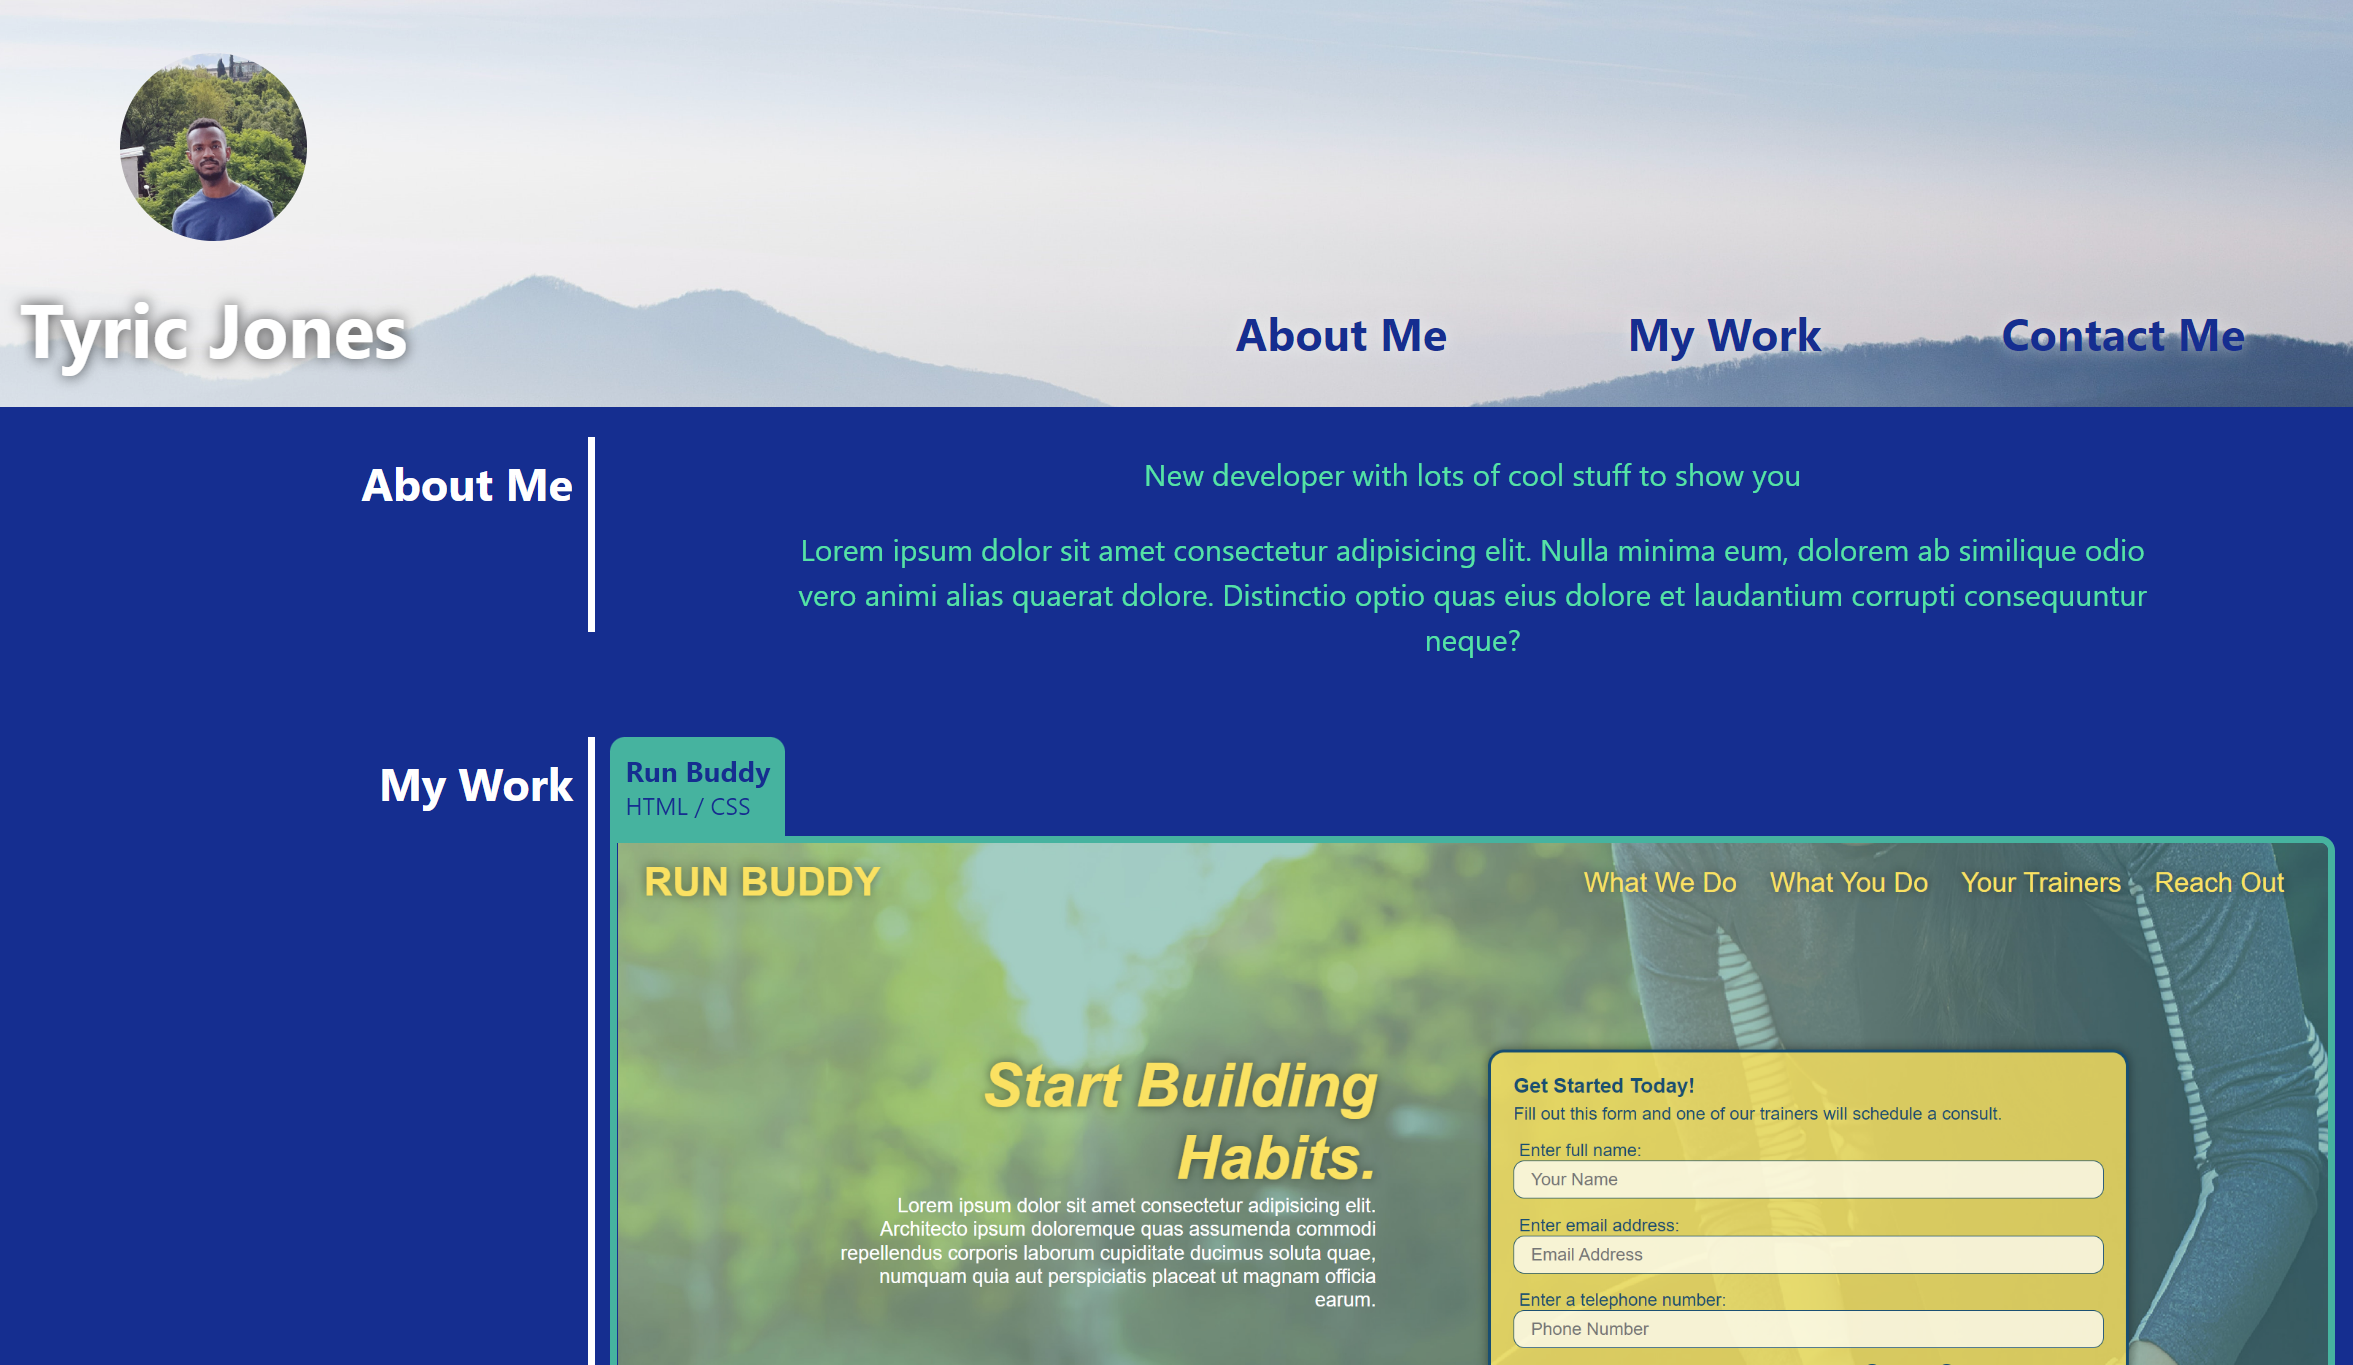 Tyric Jones
About Me
My Work
Contact Me
About Me
New developer with lots of cool stuff to show you
Lorem ipsum dolor sit amet consectetur adipisicing elit. Nulla minima eum, dolorem ab similique odio
vero animi alias quaerat dolore. Distinctio optio quas eius dolore et laudantium corrupti consequuntur
neque?
My Work
Run Buddy
HTML / CSS
RUN BUDDY
What We Do
What You Do
Your Trainers
Reach Out
Start Building
Habits.
Lorem ipsum dolor sit amet consectetur adipisicing elit.
Architecto ipsum doloremque quas assumenda commodi
repellendus corporis laborum cupiditate ducimus soluta quae,
numquam quia aut perspiciatis placeat ut magnam officia
earum.
Get Started Today!
Fill out this form and one of our trainers will schedule a consult.
Enter full name:
Your Name
Enter email address:
Email Address
Enter a telephone number:
Phone Number